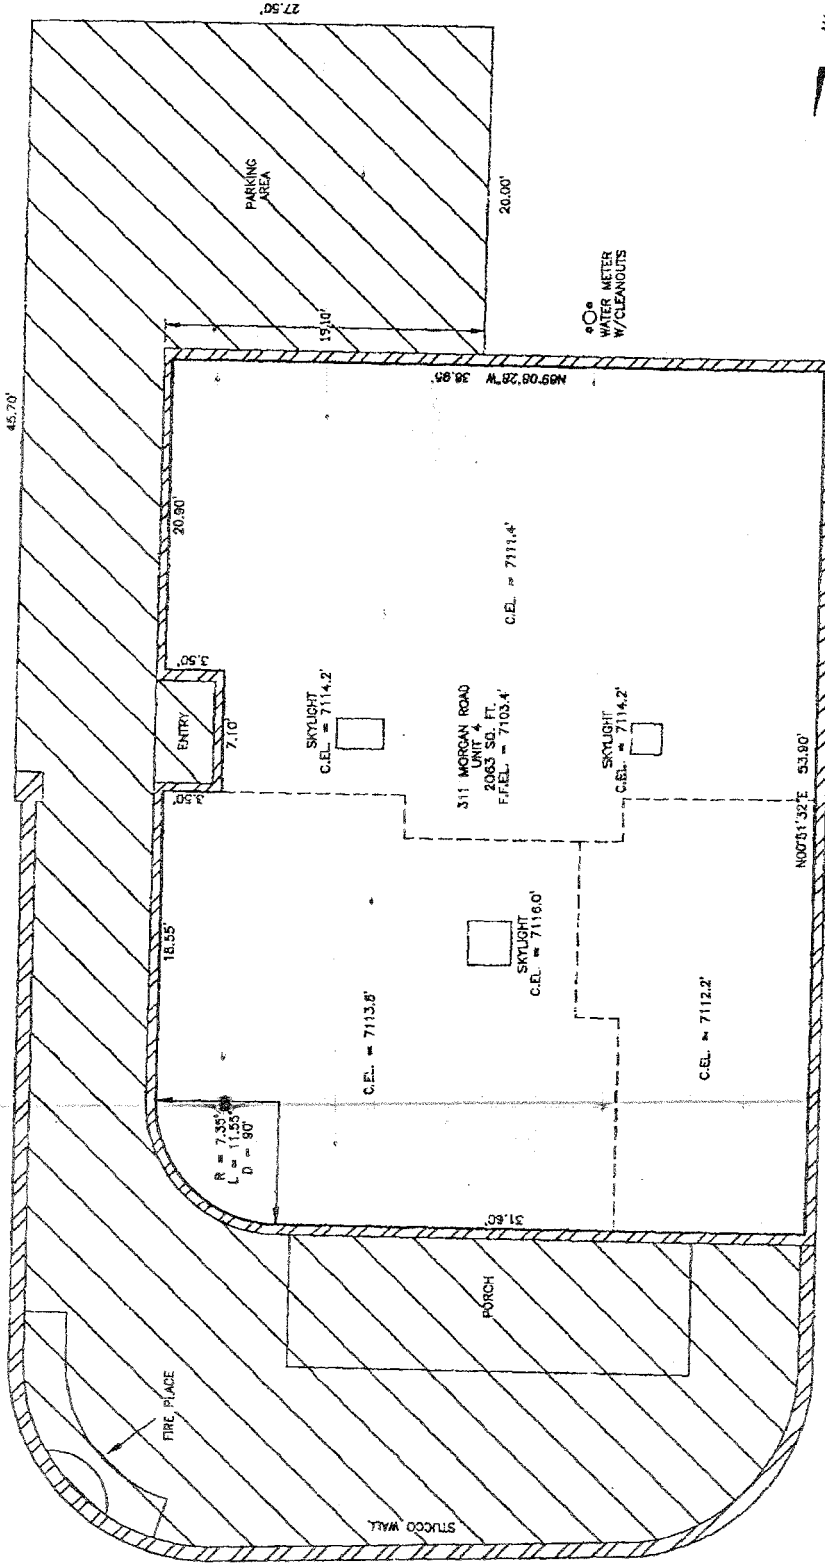 27.50'
PARKING
AREA
20.00'
45.70'
19.10'
WATER METER
W/CLEANOUTS
N89°08'28"W 38.95'
20.90'
C.EL. = 7111.4'
3.50'
ENTRY
7.10'
3.50'
SKYLIGHT
C.EL. = 7114.2'
311 MORGAN ROAD
UNIT 4
2063 SQ. FT.
F.F.EL. = 7103.4'
SKYLIGHT
C.EL. = 7114.2'
N00°51'32"E 53.90'
18.55'
SKYLIGHT
C.EL. = 7116.0'
C.EL. = 7113.8'
C.EL. = 7112.2'
R = 7.35'
L = 11.55'
D = 90°
31.60'
PORCH
FIRE PLACE
STUCCO WALL